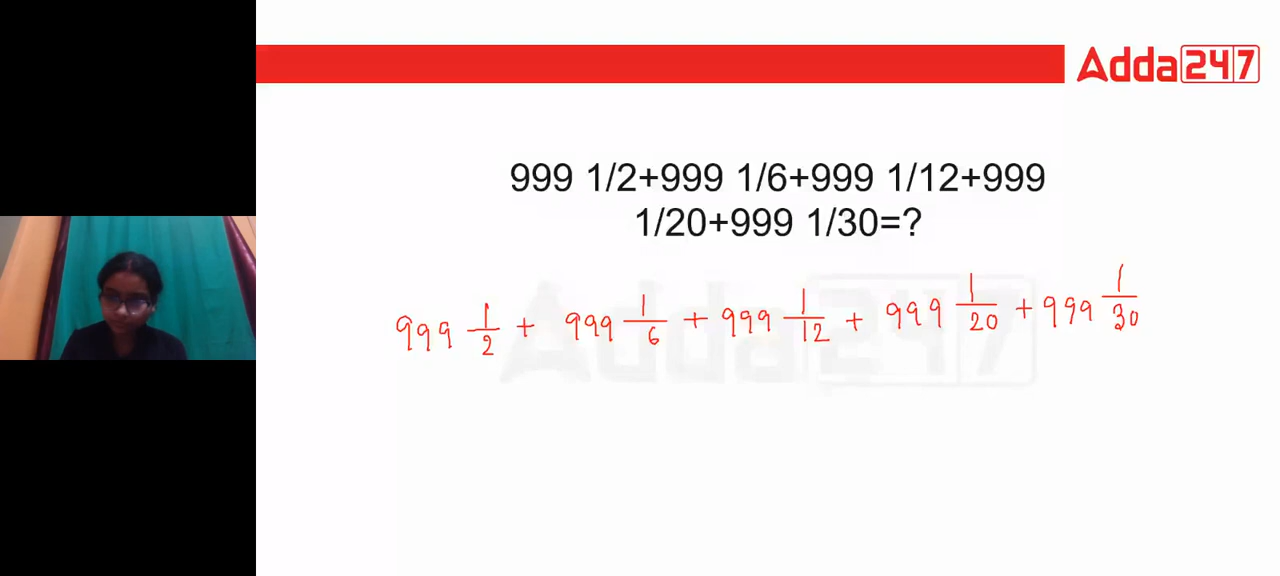 Adda247
999 1/2+999 1/6+999 1/12+999
1/20+999 1/30=?
999 1/2 + 999 1/6 + 999 1/12 + 999 1/20 + 999 1/30
Adda247